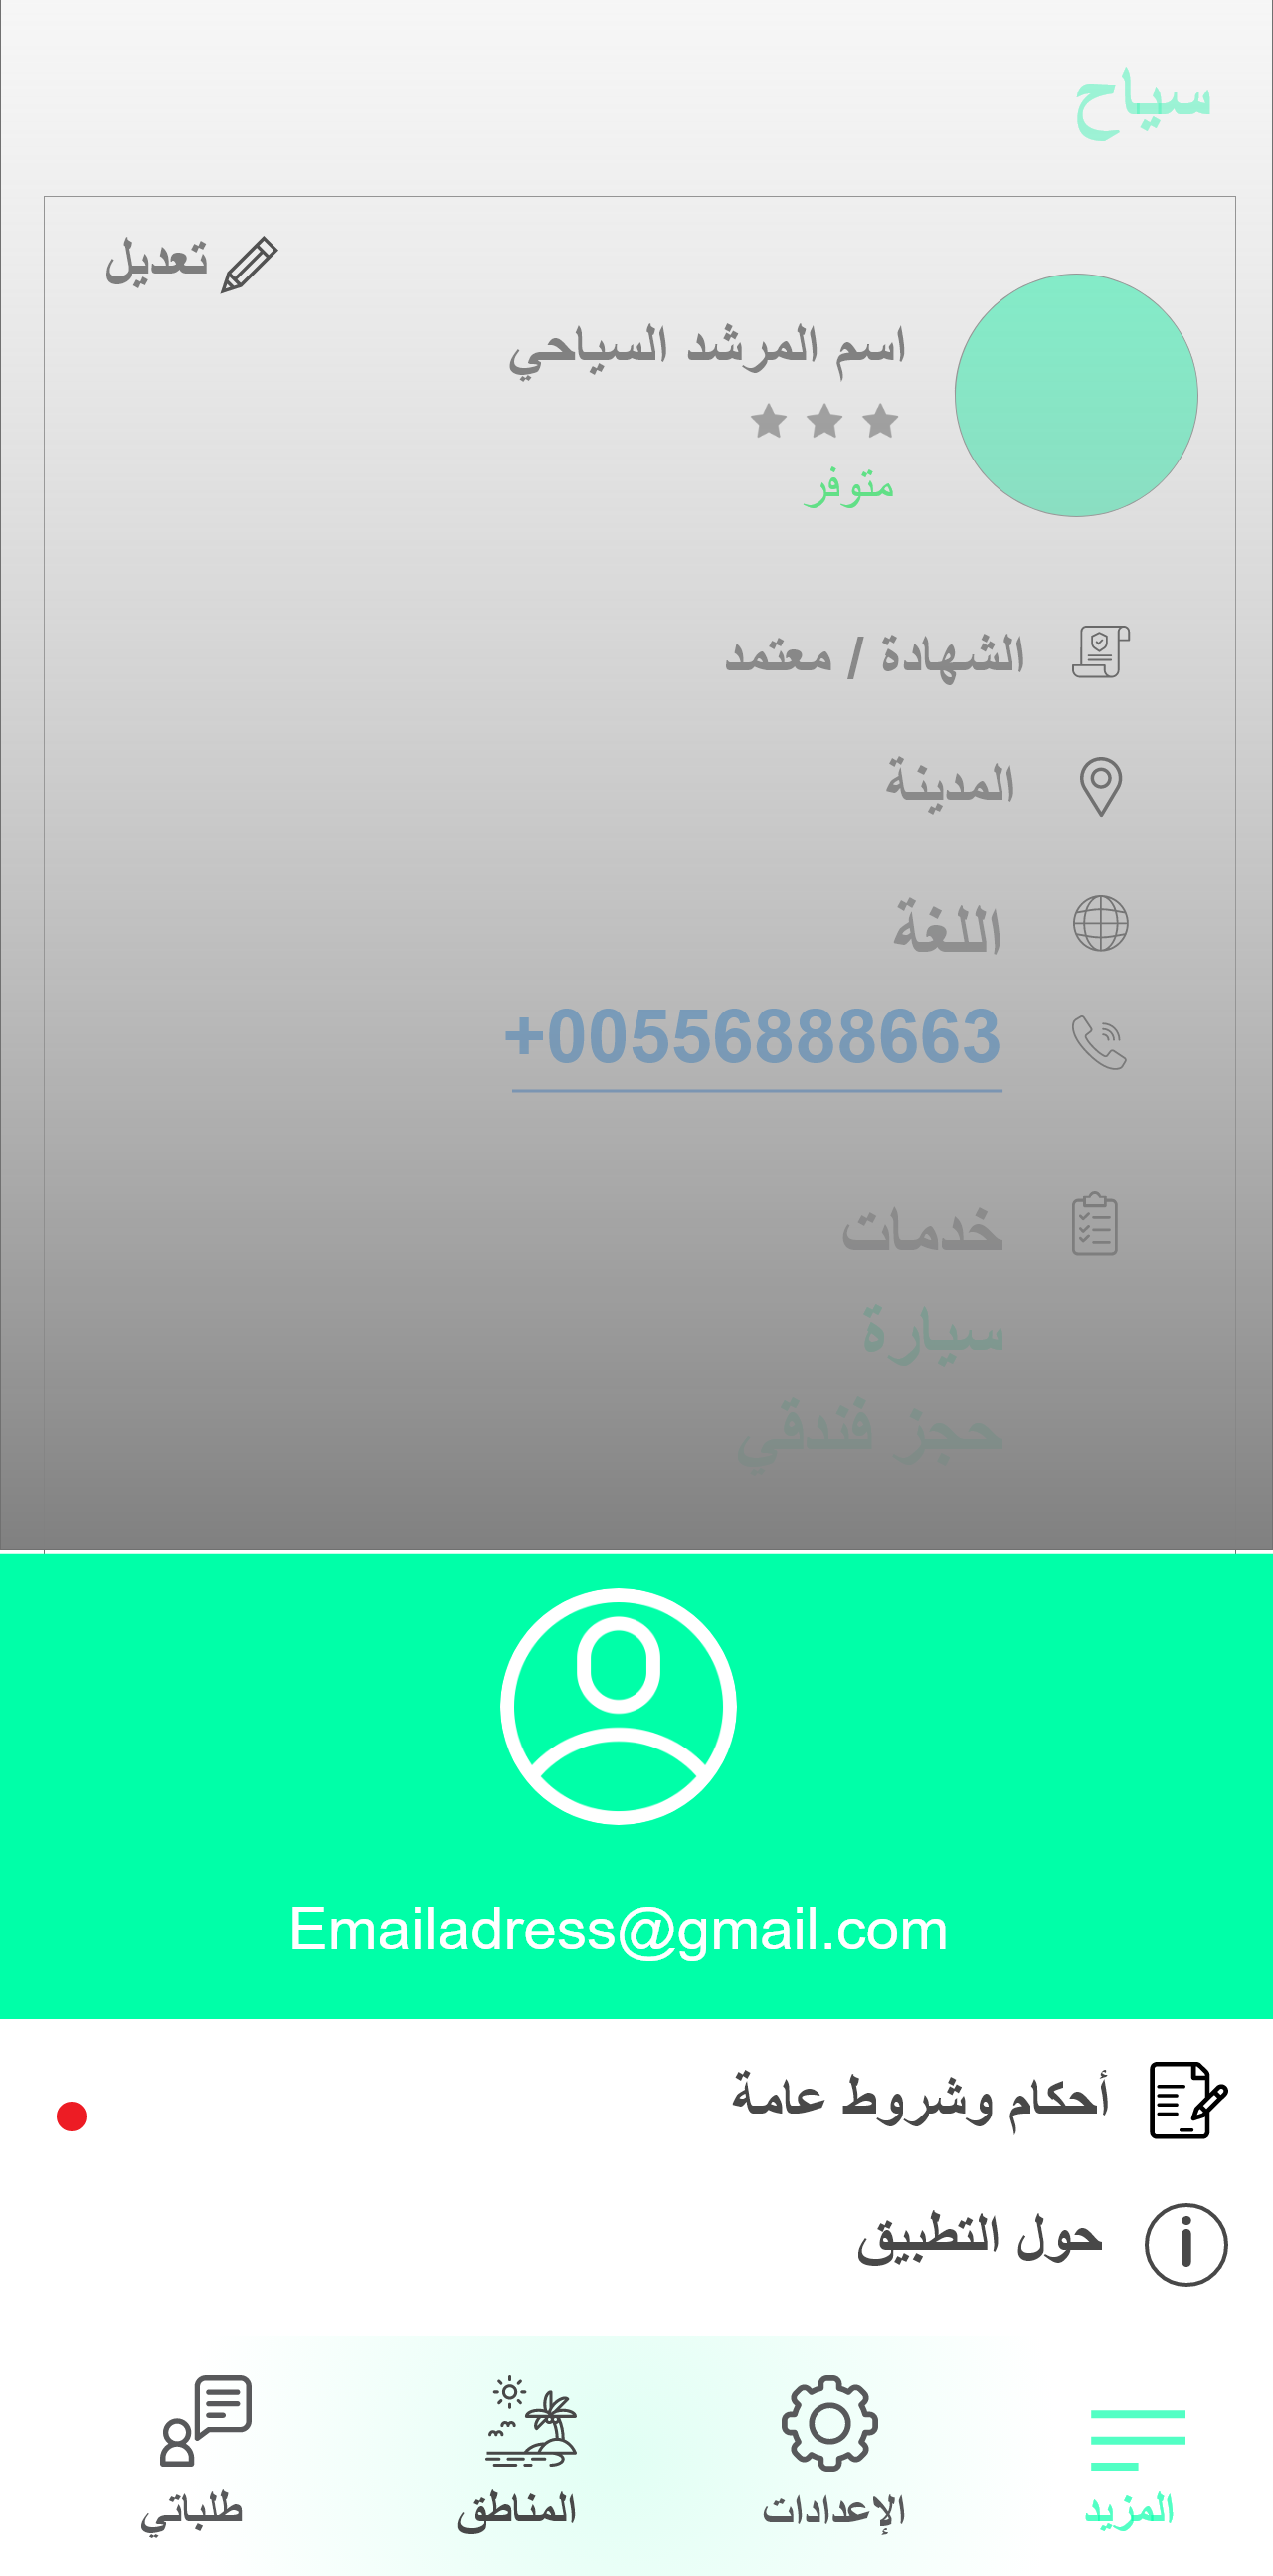 سياح
تعديل
اسم المرشد السياحي
متوفر
الشهادة / معتمد
المدينة
اللغة
+00556888663
خدمات
سيارة
حجز فندقي
Emailadress@gmail.com
أحكام وشروط عامة
حول التطبيق
المزيد الإعدادات المناطق طلباتي